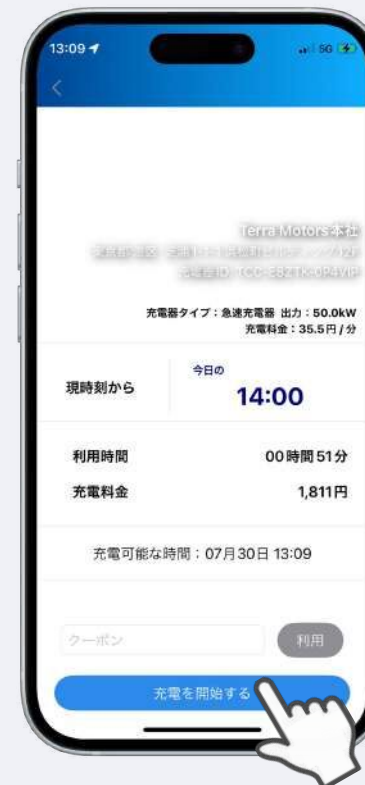 13:09
5G
Terra Motors本社
充電器タイプ：急速充電器 出力：50.0kW
充電料金：35.5円 / 分
現時刻から
今日の
14:00
利用時間
00時間51分
充電料金
1,811円
充電可能な時間：07月30日 13:09
クーポン
利用
充電を開始する